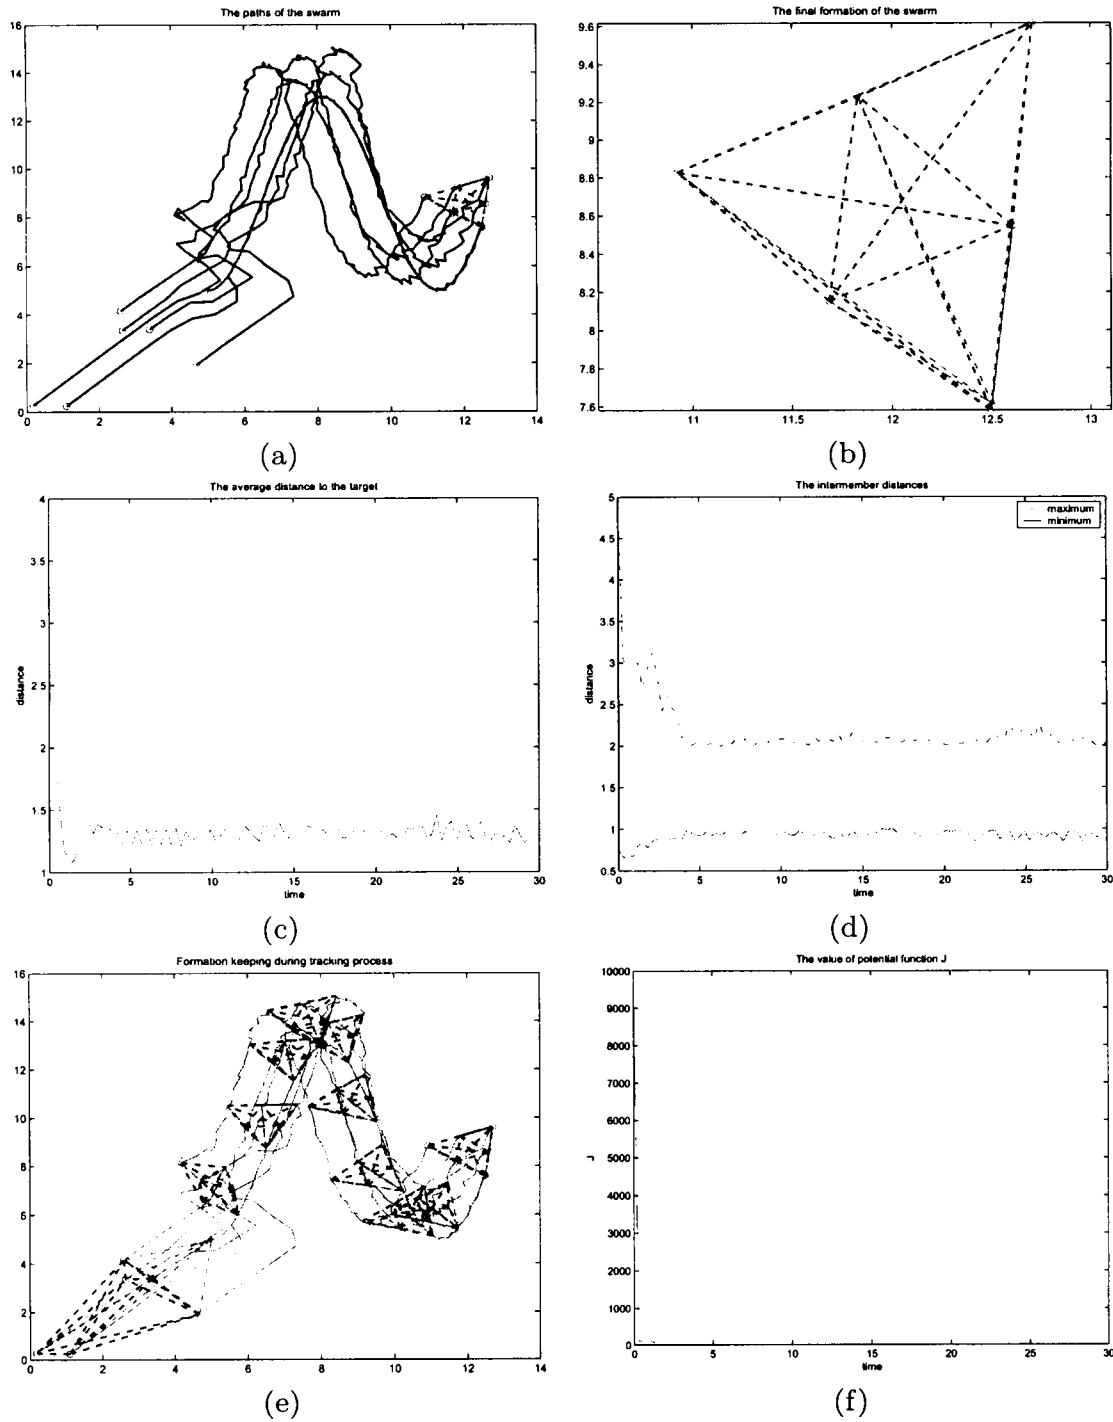 The paths of the swarm
16
14
12
10
8
6
4
2
0
0 2 4 6 8 10 12 14
(a)
The final formation of the swarm
9.6
9.4
9.2
9
8.8
8.6
8.4
8.2
8
7.8
7.6
11 11.5 12 12.5 13
(b)
The average distance to the target
4
3.5
3
2.5
2
1.5
1
distance
0 5 10 15 20 25 30
time
(c)
The intermember distances
maximum
minimum
5
4.5
4
3.5
3
2.5
2
1.5
1
0.5
distance
0 5 10 15 20 25 30
time
(d)
Formation keeping during tracking process
16
14
12
10
8
6
4
2
0
0 2 4 6 8 10 12 14
(e)
The value of potential function J
10000
9000
8000
7000
6000
5000
4000
3000
2000
1000
0
J
0 5 10 15 20 25 30
time
(f)